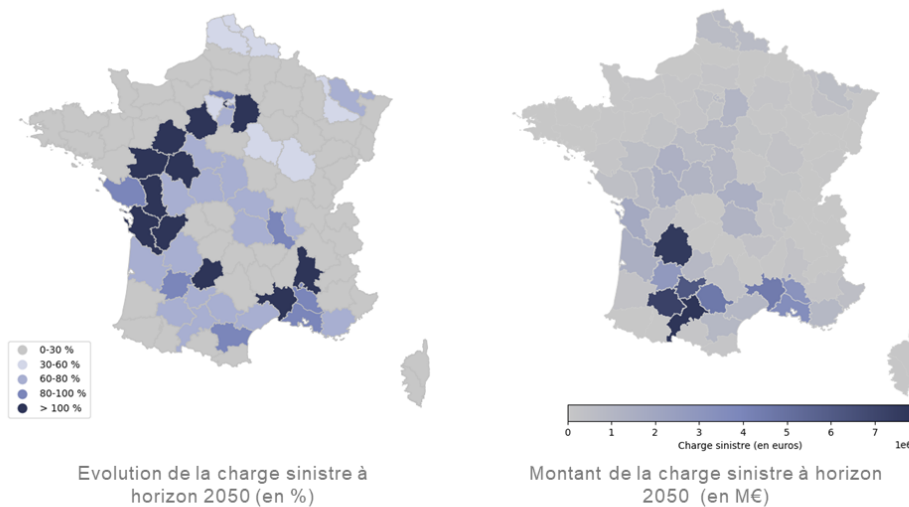 0-30 %
30-60 %
60-80 %
80-100 %
> 100 %
0 1 2 3 4 5 6 7
Charge sinistre (en euros)
1e6
Evolution de la charge sinistre à
horizon 2050 (en %)
Montant de la charge sinistre à horizon
2050 (en M€)